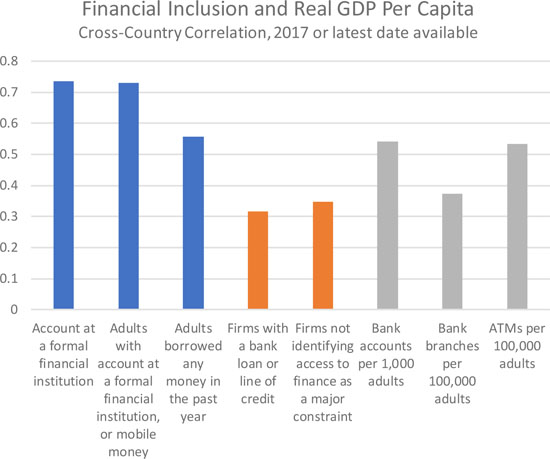 Financial Inclusion and Real GDP Per Capita
Cross-Country Correlation, 2017 or latest date available
0.8
0.7
0.6
0.5
0.4
0.3
0.2
0.1
0
Account at
a formal
financial
institution
Adults
with
account at
a formal
financial
institution,
or mobile
money
Adults
borrowed
any
money in
the past
year
Firms with
a bank
loan or
line of
credit
Firms not
identifying
access to
finance as
a major
constraint
Bank
accounts
per 1,000
adults
Bank
branches
per
100,000
adults
ATMs per
100,000
adults